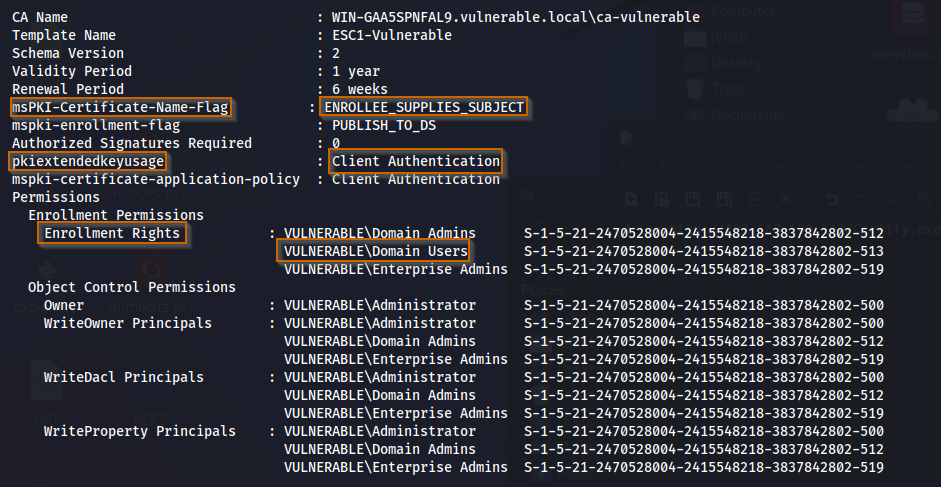 CA Name : WIN-GAA5SPNFAL9.vulnerable.local\ca-vulnerable
Template Name : ESC1-Vulnerable
Schema Version : 2
Validity Period : 1 year
Renewal Period : 6 weeks
msPKI-Certificate-Name-Flag : ENROLLEE_SUPPLIES_SUBJECT
mspki-enrollment-flag : PUBLISH_TO_DS
Authorized Signatures Required : 0
pkiextendedkeyusage : Client Authentication
mspki-certificate-application-policy : Client Authentication
Permissions
Enrollment Permissions
Enrollment Rights : VULNERABLE\Domain Admins S-1-5-21-2470528004-2415548218-3837842802-512
VULNERABLE\Domain Users S-1-5-21-2470528004-2415548218-3837842802-513
VULNERABLE\Enterprise Admins S-1-5-21-2470528004-2415548218-3837842802-519
Object Control Permissions
Owner : VULNERABLE\Administrator S-1-5-21-2470528004-2415548218-3837842802-500
WriteOwner Principals : VULNERABLE\Administrator S-1-5-21-2470528004-2415548218-3837842802-500
VULNERABLE\Domain Admins S-1-5-21-2470528004-2415548218-3837842802-512
VULNERABLE\Enterprise Admins S-1-5-21-2470528004-2415548218-3837842802-519
WriteDacl Principals : VULNERABLE\Administrator S-1-5-21-2470528004-2415548218-3837842802-500
VULNERABLE\Domain Admins S-1-5-21-2470528004-2415548218-3837842802-512
VULNERABLE\Enterprise Admins S-1-5-21-2470528004-2415548218-3837842802-519
WriteProperty Principals : VULNERABLE\Administrator S-1-5-21-2470528004-2415548218-3837842802-500
VULNERABLE\Domain Admins S-1-5-21-2470528004-2415548218-3837842802-512
VULNERABLE\Enterprise Admins S-1-5-21-2470528004-2415548218-3837842802-519
Computer
Jehad
Desktop
Trash
Documents
Places